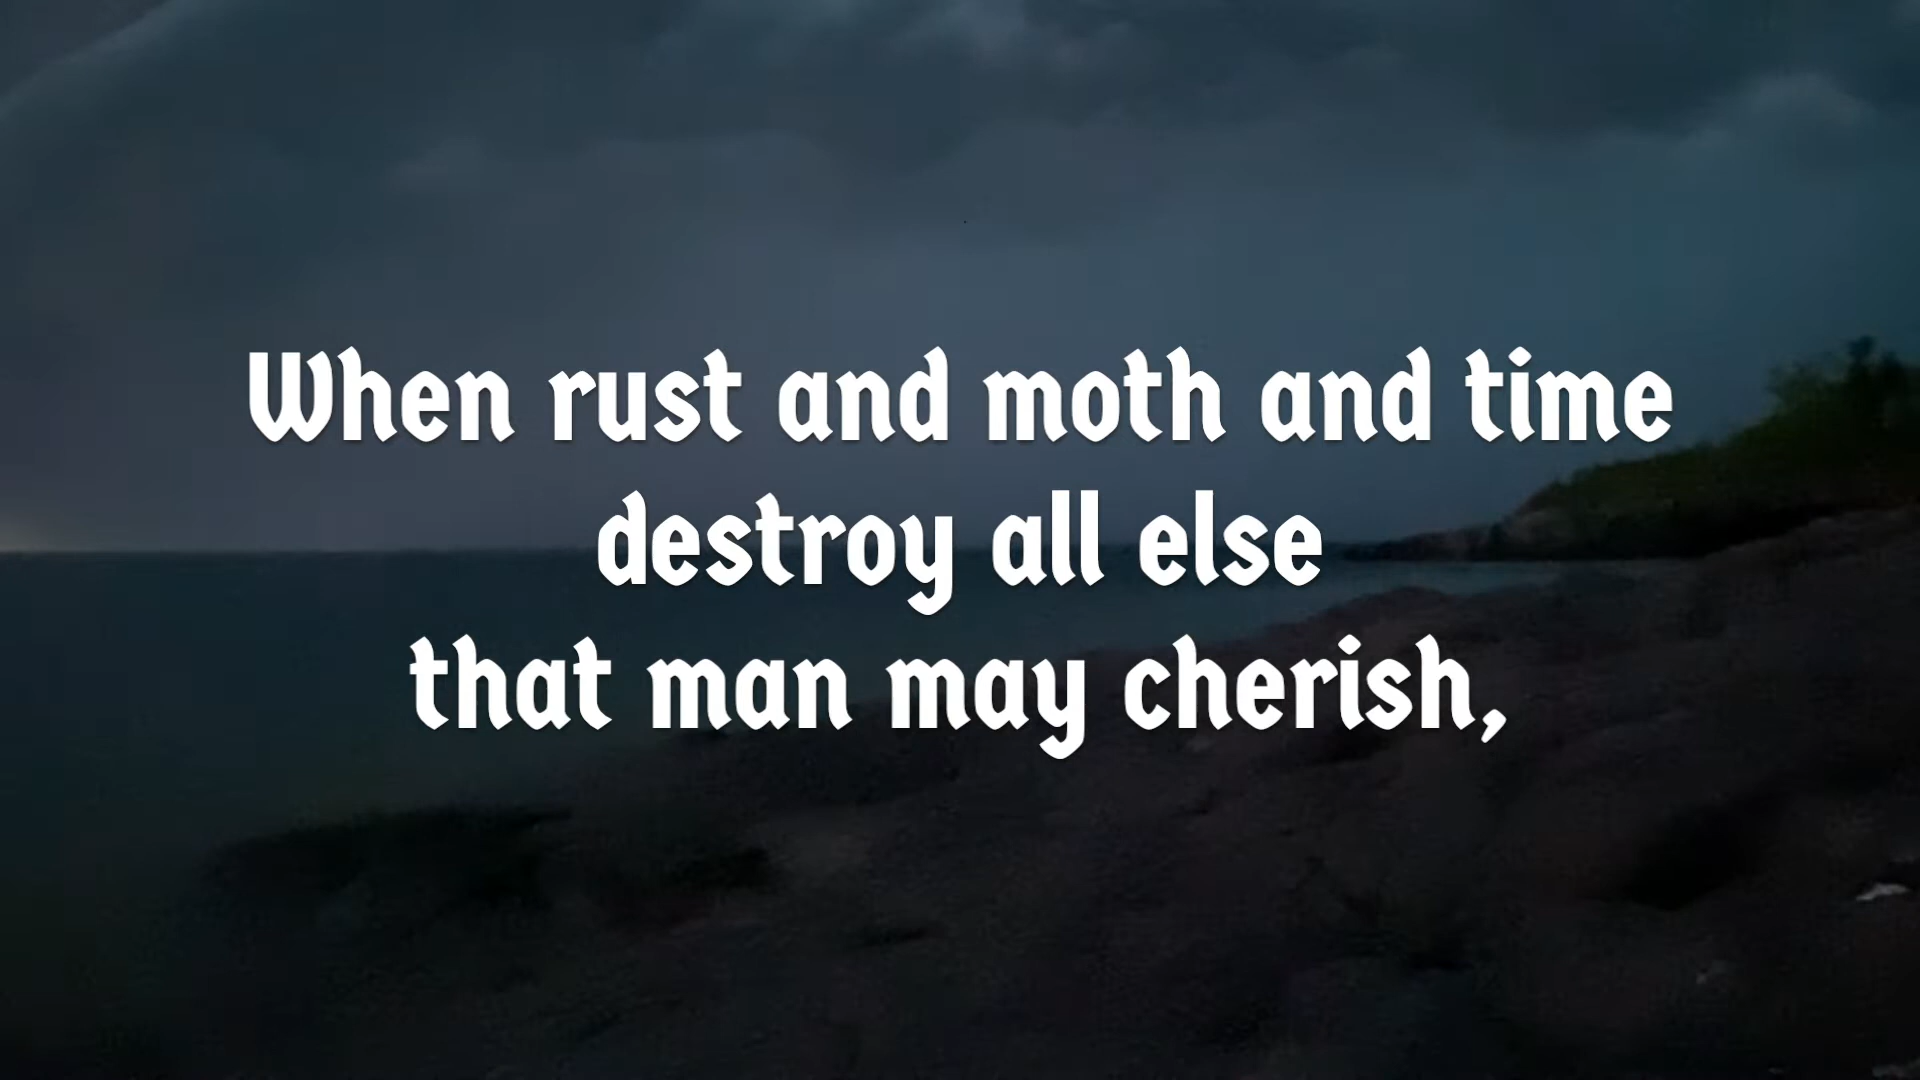 When rust and moth and time
destroy all else
that man may cherish,